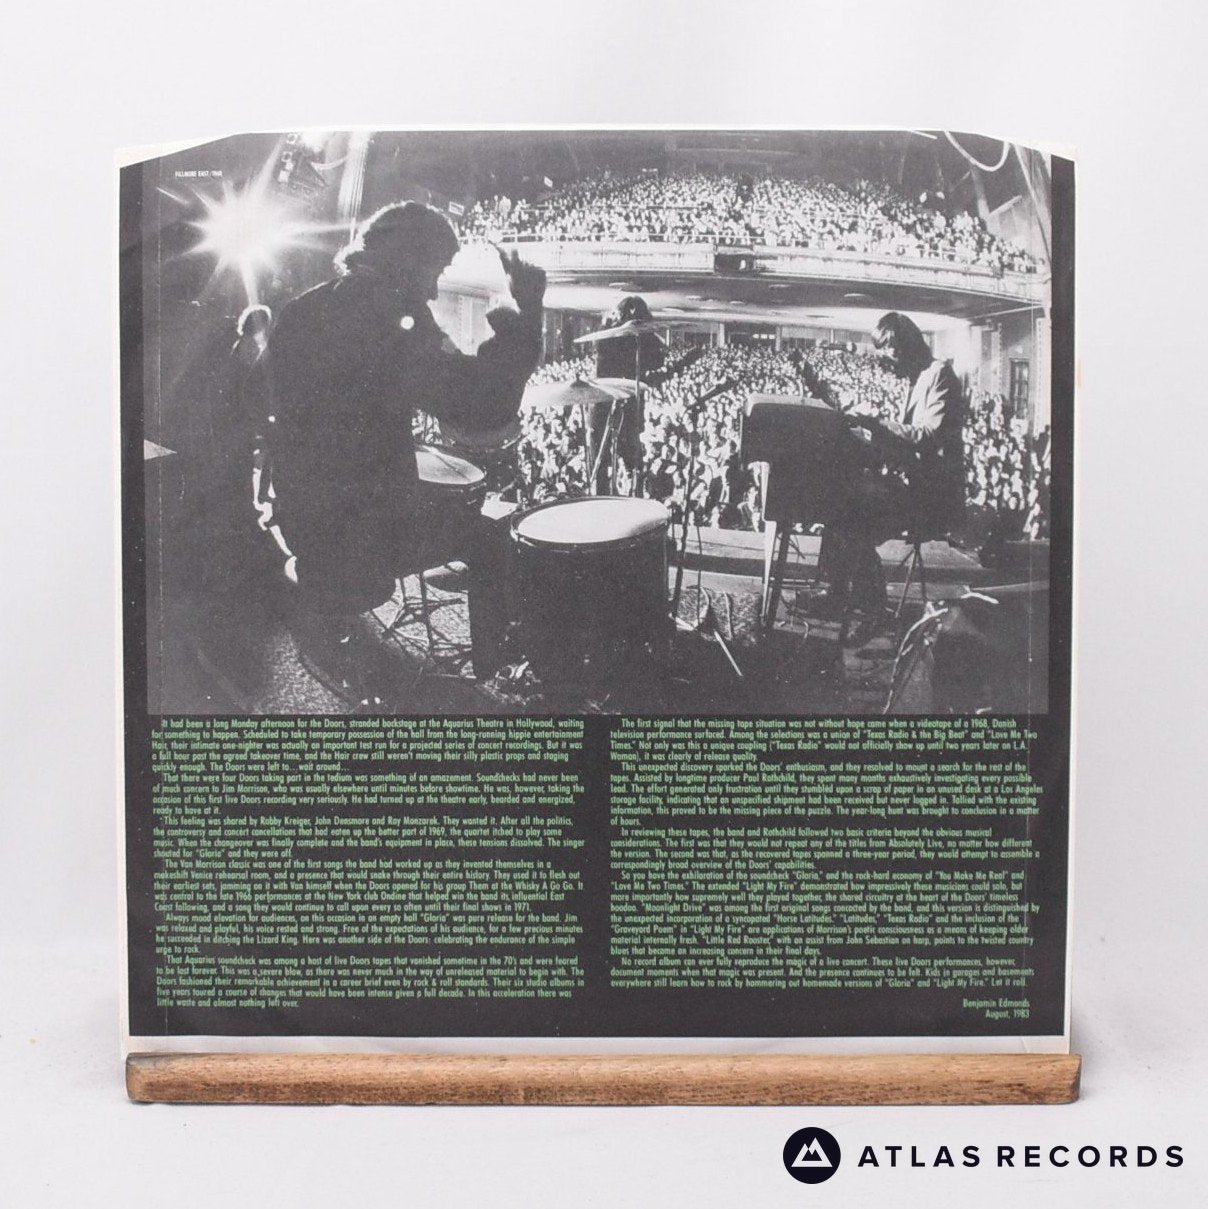 FILLMORE EAST/1968
It had been a long Monday afternoon for the Doors, stranded backstage at the Aquarius Theatre in Hollywood, waiting
for something to happen. Scheduled to take temporary possession of the hall from the long-running hippie entertainment
Hair, their intimate one-nighter was actually an important test run for a projected series of concert recordings. But it was
a full hour past the agreed takeover time, and the Hair crew still weren't moving their silly plastic props and staging
quickly enough. The Doors were left to... wait around...
That there were four Doors taking part in the tedium was something of an amazement. Soundchecks had never been
of much concern to Jim Morrison, who was usually elsewhere until minutes before showtime. He was, however, taking the
occasion of this first live Doors recording very seriously. He had turned up at the theatre early, bearded and energized,
ready to have at it.
This feeling was shared by Robby Kreiger, John Densmore and Ray Manzarek. They wanted it. After all the politics,
the controversy and concert cancellations that had eaten up the better part of 1969, the quartet itched to play some
music. When the changeover was finally complete and the band's equipment in place, these tensions dissolved. The singer
shouted for "Gloria" and they were off.
The Van Morrison classic was one of the first songs the band had worked up as they invented themselves in a
makeshift Venice rehearsal room, and a presence that would snake through their entire history. They used it to flesh out
their earliest sets, jamming on it with Van himself when the Doors opened for his group Them at the Whisky A Go Go. It
was central to the late 1966 performances at the New York club Ondine that helped win the band its influential East
Coast following, and a song they would continue to call upon every so often until their final shows in 1971.
Always mood elevation for audiences, on this occasion in an empty hall "Gloria" was pure release for the band. Jim
was relaxed and playful, his voice rested and strong. Free of the expectations of his audience, for a few precious minutes
he succeeded in ditching the Lizard King. Here was another side of the Doors: celebrating the endurance of the simple
urge to rock.
That Aquarius soundcheck was among a host of live Doors tapes that vanished sometime in the 70's and were feared
to be lost forever. This was a severe blow, as there was never much in the way of unreleased material to begin with. The
Doors fashioned their remarkable achievement in a career brief even by rock & roll standards. Their six studio albums in
five years toured a course of changes that would have been intense given a full decade. In this acceleration there was
little waste and almost nothing left over.
The first signal that the missing tape situation was not without hope came when a videotape of a 1968, Danish
television performance surfaced. Among the selections was a union of "Texas Radio & the Big Beat" and "Love Me Two
Times." Not only was this a unique coupling ("Texas Radio" would not officially show up until two years later on L.A.
Woman), it was clearly of release quality.
This unexpected discovery sparked the Doors' enthusiasm, and they resolved to mount a search for the rest of the
tapes. Assisted by longtime producer Paul Rothchild, they spent many months exhaustively investigating every possible
lead. The effort generated only frustration until they stumbled upon a scrap of paper in an unused desk at a Los Angeles
storage facility, indicating that an unspecified shipment had been received but never logged in. Tallied with the existing
information, this proved to be the missing piece of the puzzle. The year-long hunt was brought to conclusion in a matter
of hours.
In reviewing these tapes, the band and Rothchild followed two basic criteria beyond the obvious musical
considerations. The first was that they would not repeat any of the titles from Absolutely Live, no matter how different
the version. The second was that, as the recovered tapes spanned a three-year period, they would attempt to assemble a
correspondingly broad overview of the Doors' capabilities.
So you have the exhilaration of the soundcheck "Gloria," and the rock-hard economy of "You Make Me Real" and
"Love Me Two Times." The extended "Light My Fire" demonstrated how impressively these musicians could solo, but
more importantly how supremely well they played together, the shared circuitry at the heart of the Doors' timeless
hoodoo. "Moonlight Drive" was among the first original songs concocted by the band, and this version is distinguished by
the unexpected incorporation of a syncopated "Horse Latitudes." "Latitudes," "Texas Radio" and the inclusion of the
"Graveyard Poem" in "Light My Fire" are applications of Morrison's poetic consciousness as a means of keeping older
material internally fresh. "Little Red Rooster," with an assist from John Sebastian on harp, points to the twisted country
blues that became an increasing concern in their final days.
No record album can ever fully reproduce the magic of a live concert. These live Doors performances, however,
document moments when that magic was present. And the presence continues to be felt. Kids in garages and basements
everywhere still learn how to rock by hammering out homemade versions of "Gloria" and "Light My Fire." Let it roll.
Benjamin Edmonds
August, 1983
ATLAS RECORDS